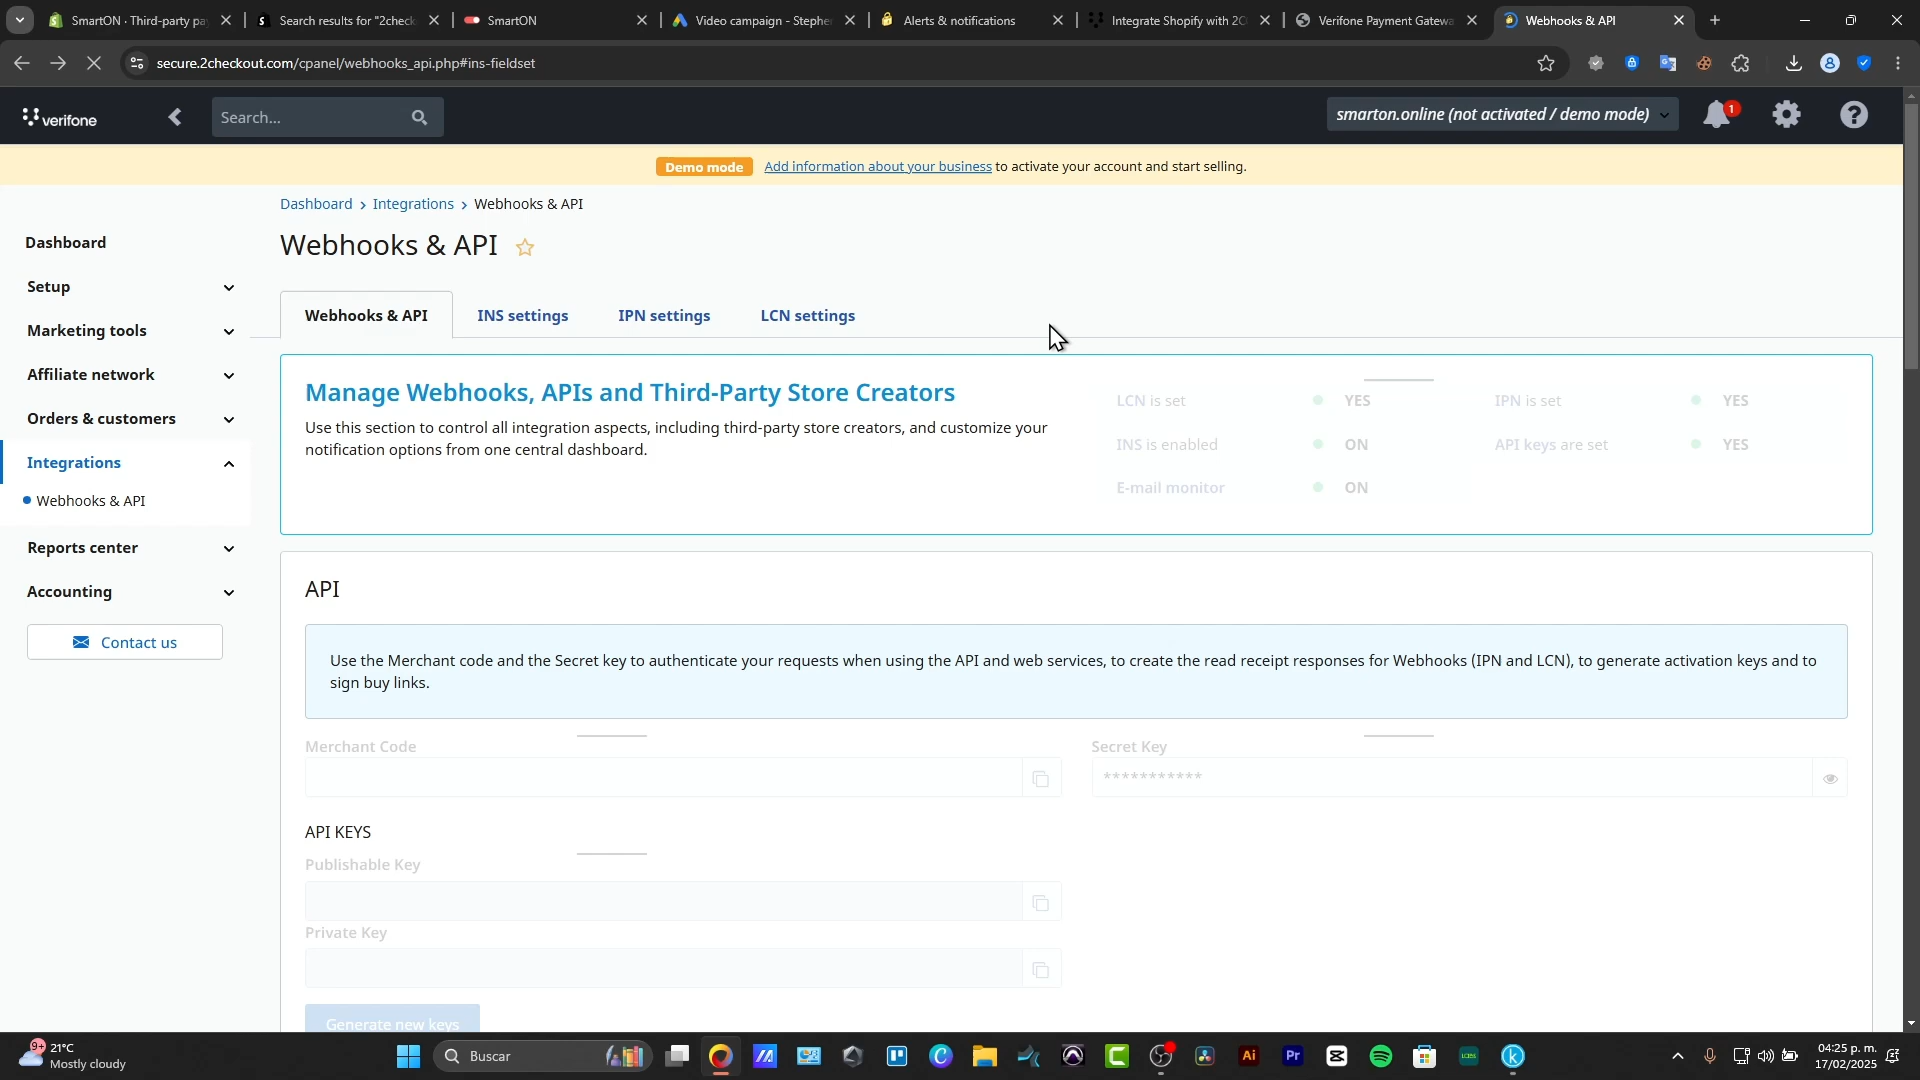 SmartON · Third-party pa
Search results for "2check
SmartON
Video campaign - Stephe
Alerts & notifications
Integrate Shopify with 2C
Verifone Payment Gatewa
Webhooks & API
secure.2checkout.com/cpanel/webhooks_api.php#ins-fieldset
verifone
Search...
smarton.online (not activated / demo mode)
1
Demo mode Add information about your business to activate your account and start selling.
Dashboard > Integrations > Webhooks & API
Webhooks & API
Dashboard
Setup
Marketing tools
Affiliate network
Orders & customers
Integrations
Webhooks & API
Reports center
Accounting
Contact us
Webhooks & API
INS settings
IPN settings
LCN settings
Manage Webhooks, APIs and Third-Party Store Creators
Use this section to control all integration aspects, including third-party store creators, and customize your
notification options from one central dashboard.
LCN is set YES IPN is set YES
INS is enabled ON API keys are set YES
E-mail monitor ON
API
Use the Merchant code and the Secret key to authenticate your requests when using the API and web services, to create the read receipt responses for Webhooks (IPN and LCN), to generate activation keys and to
sign buy links.
Merchant Code
Secret Key
***********
API KEYS
Publishable Key
Private Key
Generate new keys
9+
21°C
Mostly cloudy
Buscar
Ai
Pr
04:25 p. m.
17/02/2025